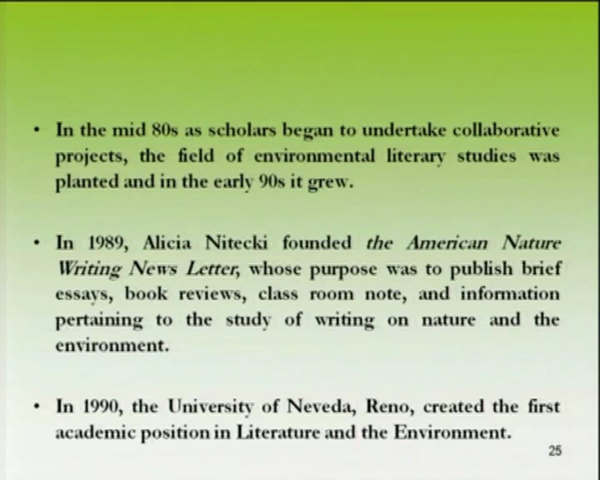 • In the mid 80s as scholars began to undertake collaborative
projects, the field of environmental literary studies was
planted and in the early 90s it grew.
• In 1989, Alicia Nitecki founded the American Nature
Writing News Letter, whose purpose was to publish brief
essays, book reviews, class room note, and information
pertaining to the study of writing on nature and the
environment.
• In 1990, the University of Neveda, Reno, created the first
academic position in Literature and the Environment.
25